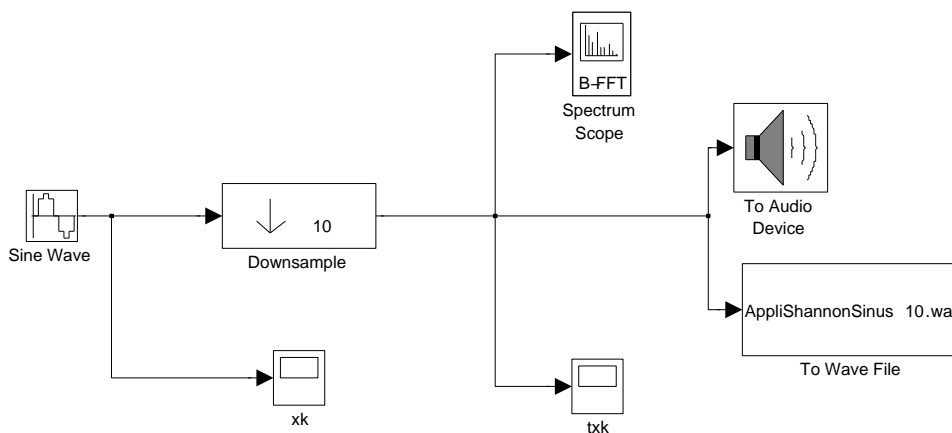 B-FFT
Spectrum
Scope
To Audio
Device
Sine Wave
10
Downsample
AppliShannonSinus 10.wa
To Wave File
xk
txk